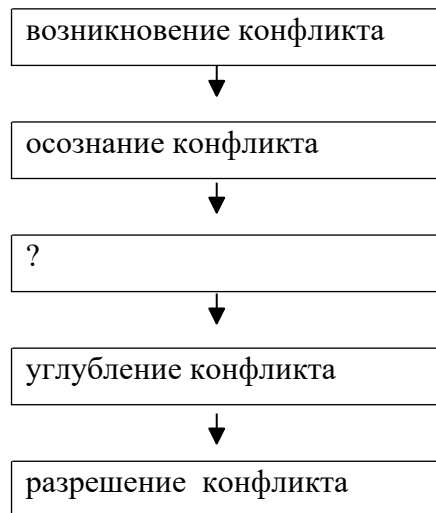 возникновение конфликта
осознание конфликта
?
углубление конфликта
разрешение конфликта